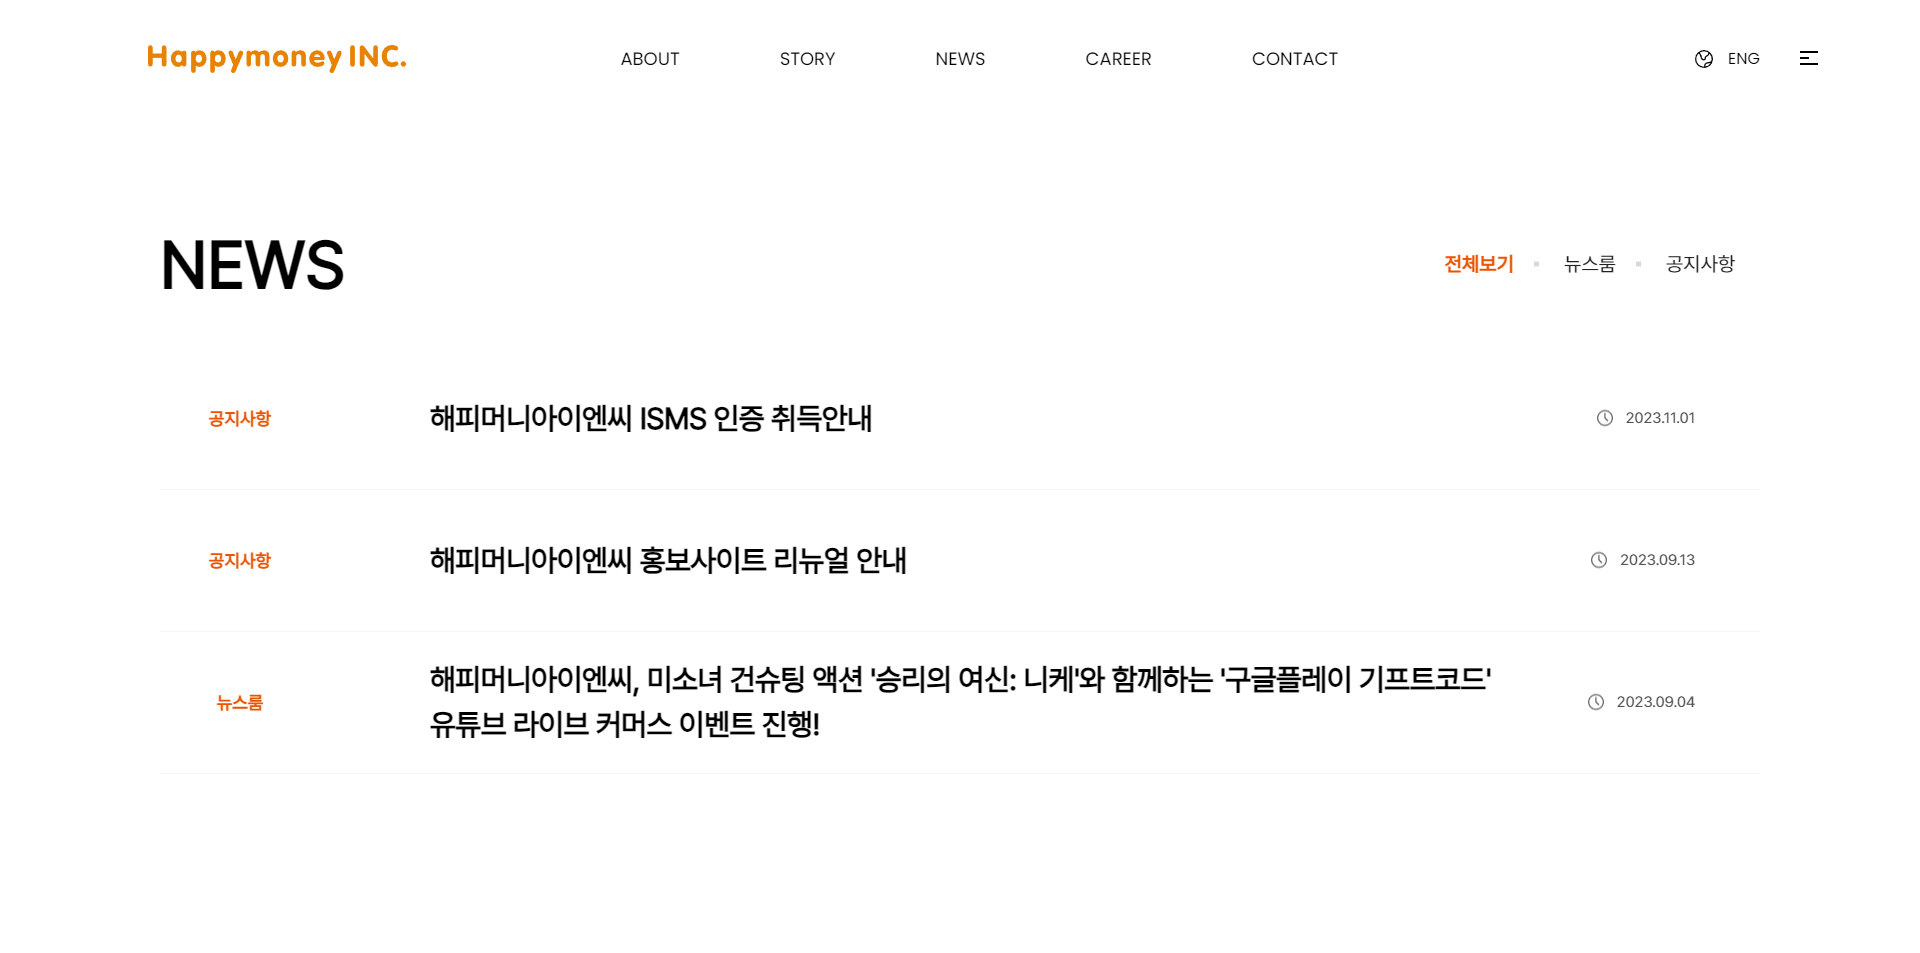 Happymoney INC.
ABOUT
STORY
NEWS
CAREER
CONTACT
ENG
NEWS
전체보기
뉴스룸
공지사항
공지사항
해피머니아이엔씨 ISMS 인증 취득안내
2023.11.01
공지사항
해피머니아이엔씨 홍보사이트 리뉴얼 안내
2023.09.13
뉴스룸
해피머니아이엔씨, 미소녀 건슈팅 액션 '승리의 여신: 니케'와 함께하는 '구글플레이 기프트코드'
유튜브 라이브 커머스 이벤트 진행!
2023.09.04